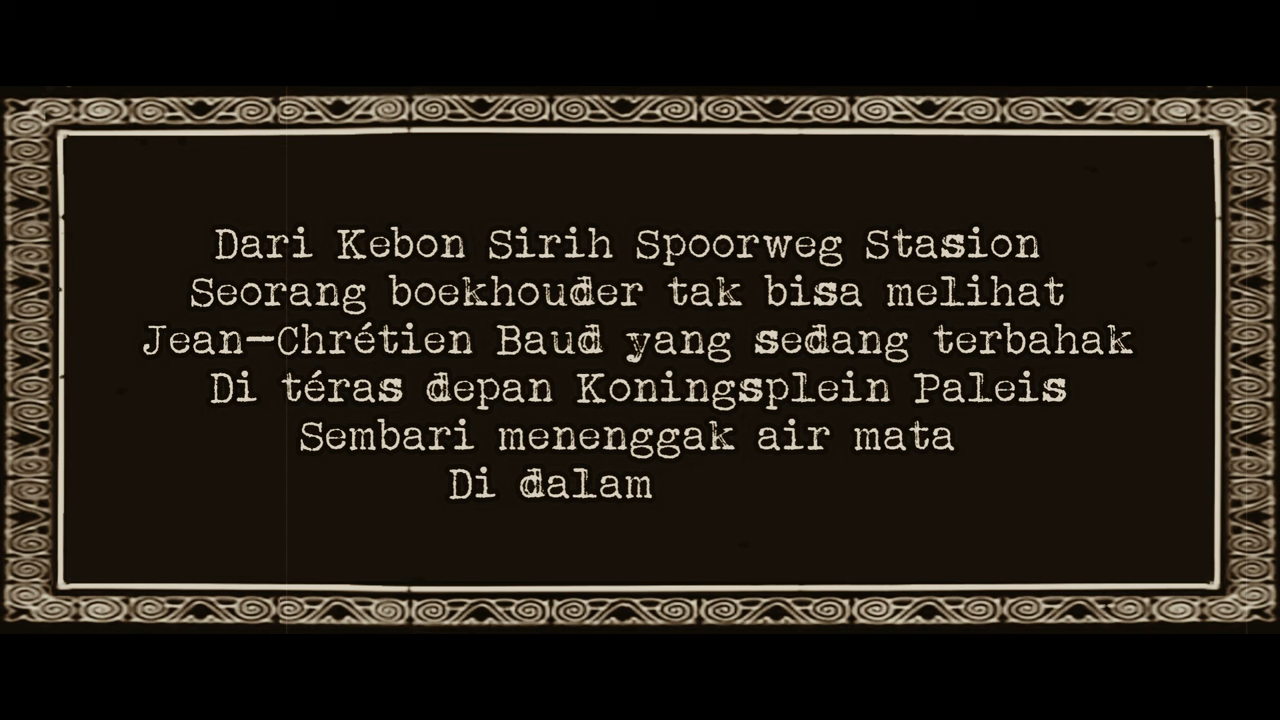 Dari Kebon Sirih Spoorweg Stasion
Seorang boekhouder tak bisa melihat
Jean—Chrétien Baud yang sedang terbahak
Di téras depan Koningsplein Paleis
Sembari menenggak air mata
Di dalam